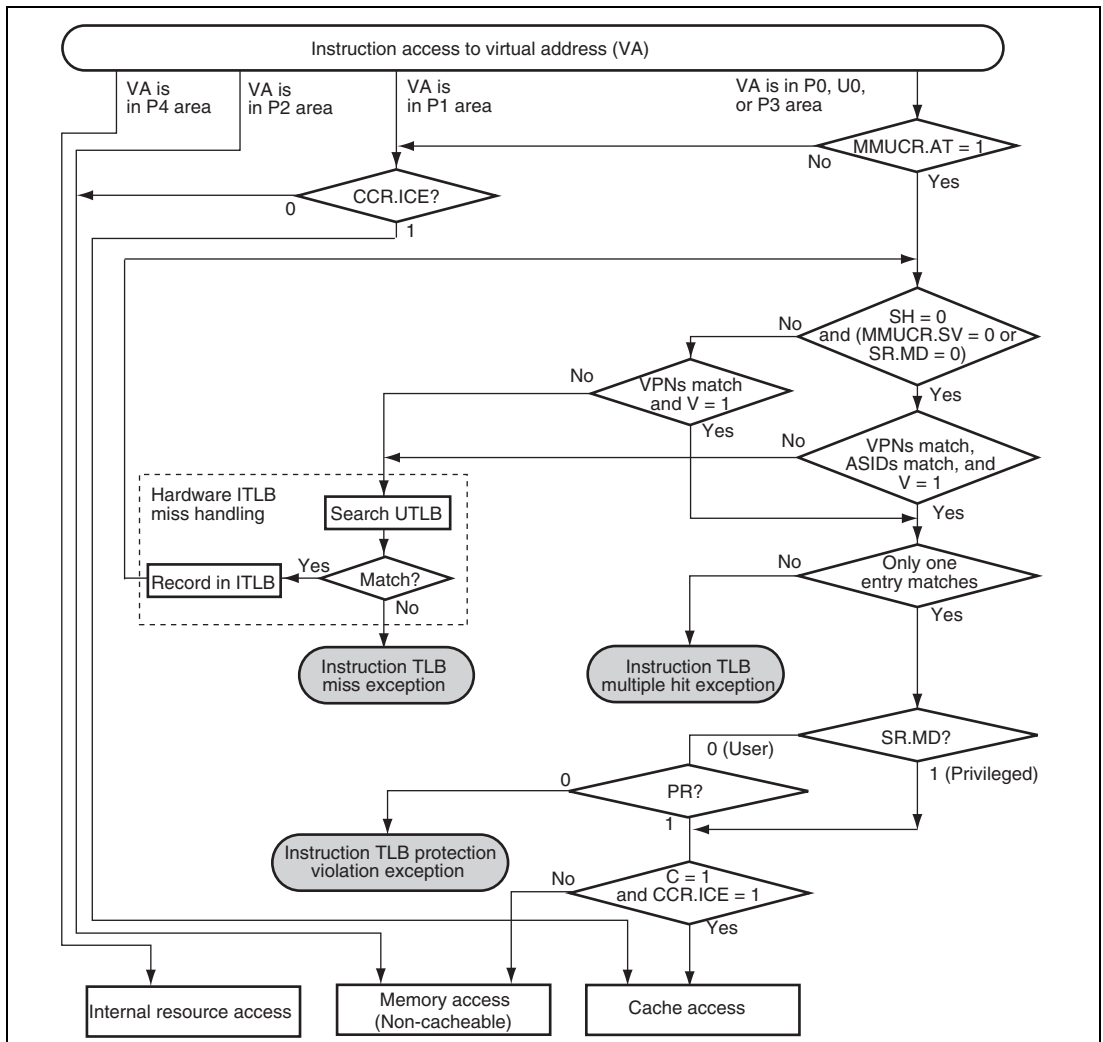 Instruction access to virtual address (VA)
VA is
in P4 area
VA is
in P2 area
VA is
in P1 area
VA is in P0, U0,
or P3 area
MMUCR.AT = 1
No
Yes
CCR.ICE?
0
1
SH = 0
and (MMUCR.SV = 0 or
SR.MD = 0)
No
Yes
VPNs match
and V = 1
No
Yes
VPNs match,
ASIDs match, and
V = 1
No
Yes
Hardware ITLB
miss handling
Search UTLB
Match?
Yes
No
Record in ITLB
Only one
entry matches
No
Yes
Instruction TLB
miss exception
Instruction TLB
multiple hit exception
SR.MD?
0 (User)
1 (Privileged)
PR?
0
1
Instruction TLB protection
violation exception
C = 1
and CCR.ICE = 1
No
Yes
Internal resource access
Memory access
(Non-cacheable)
Cache access